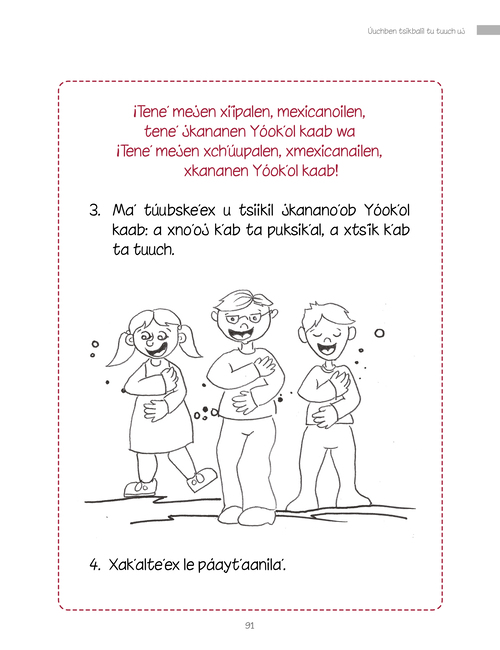 Úuchben tsikbalil tu tuuch uj
¡Tene' mejen xi'ipalen, mexicanoilen,
tene' jkananen Yóok'ol kaab wa
¡Tene' mejen xch'úupalen, xmexicanailen,
xkananen Yóok'ol kaab!
3. Ma' túubske'ex u tsiikil jkanano'ob Yóok'ol
kaab: a xno'oj k'ab ta puksik'al, a xts'íik k'ab
ta tuuch.
4. Xak'alte'ex le páayt'aanila'.
91